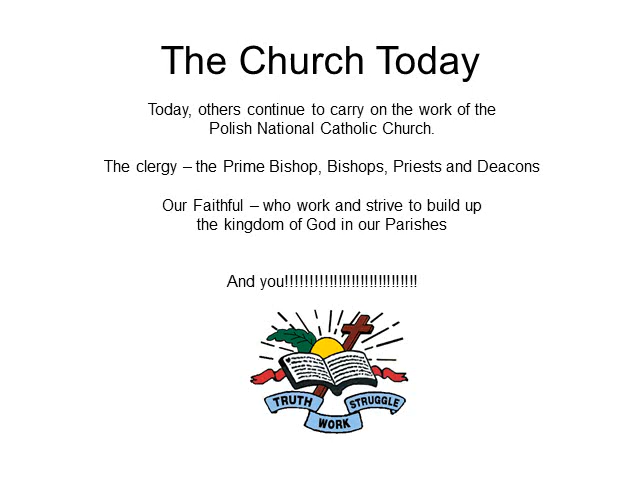 The Church Today
Today, others continue to carry on the work of the
Polish National Catholic Church.
The clergy – the Prime Bishop, Bishops, Priests and Deacons
Our Faithful – who work and strive to build up
the kingdom of God in our Parishes
And you!!!!!!!!!!!!!!!!!!!!!!!!!!!!!!
TRUTH
WORK
STRUGGLE